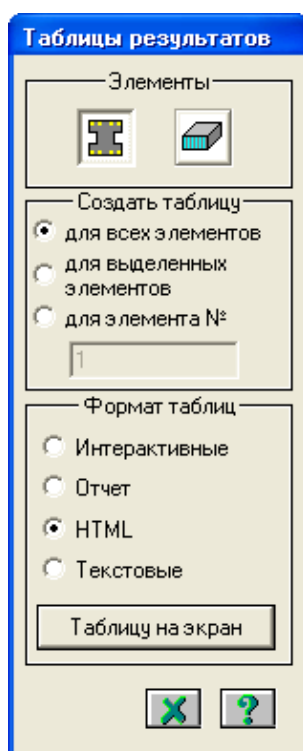 Таблицы результатов
Элементы
Создать таблицу
для всех элементов
для выделенных
элементов
для элемента №
1
Формат таблиц
Интерактивные
Отчет
HTML
Текстовые
Таблицу на экран
?